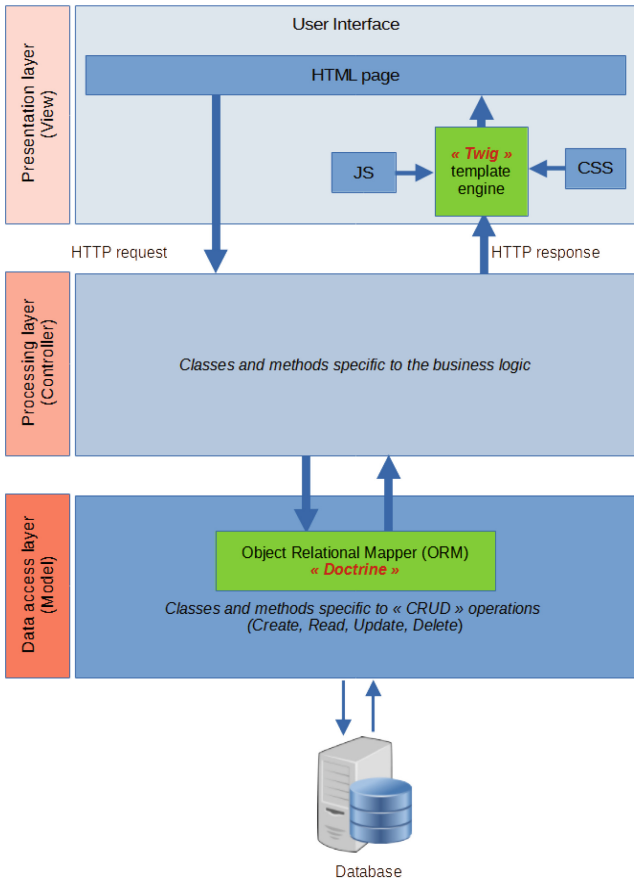 Presentation layer
(View)
User Interface
HTML page
« Twig »
template
engine
JS
CSS
HTTP request
HTTP response
Processing layer
(Controller)
Classes and methods specific to the business logic
Data access layer
(Model)
Object Relational Mapper (ORM)
« Doctrine »
Classes and methods specific to « CRUD » operations
(Create, Read, Update, Delete)
Database